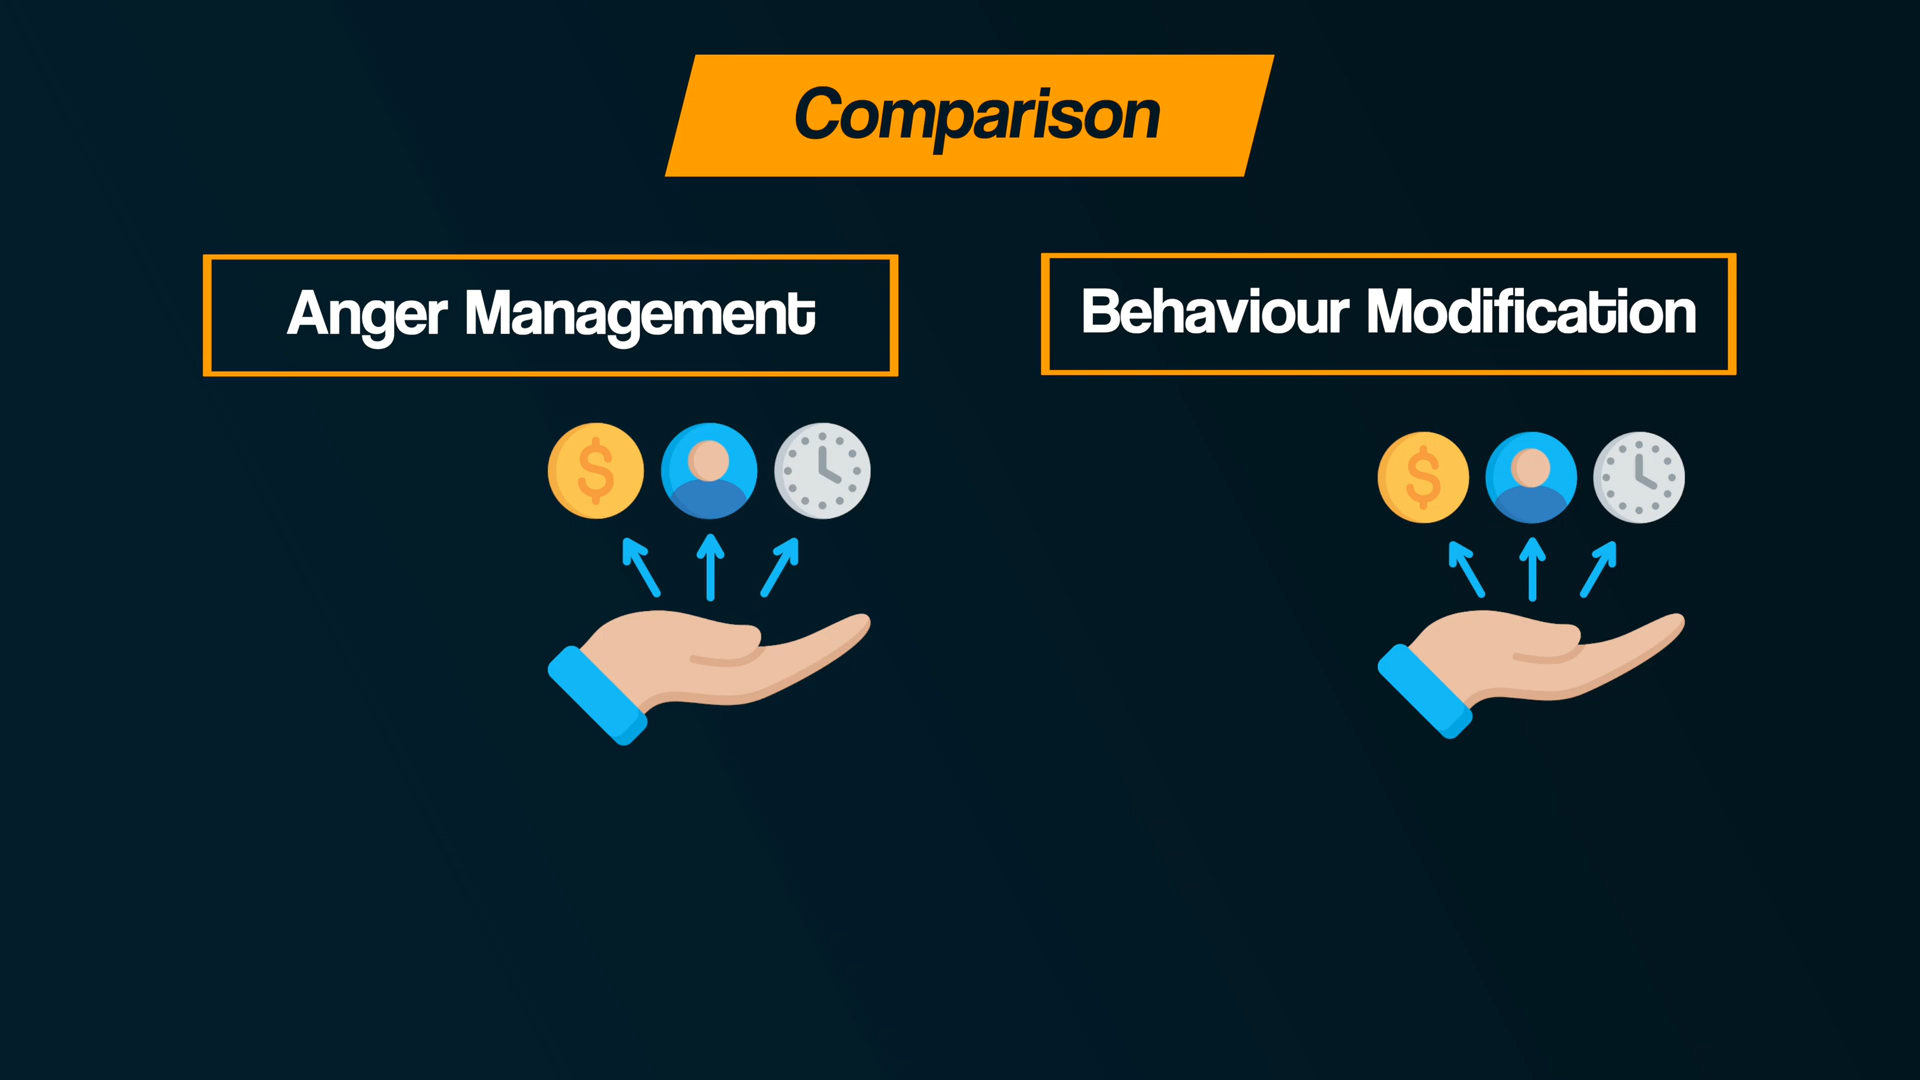 Comparison
Anger Management
Behaviour Modification
$
$